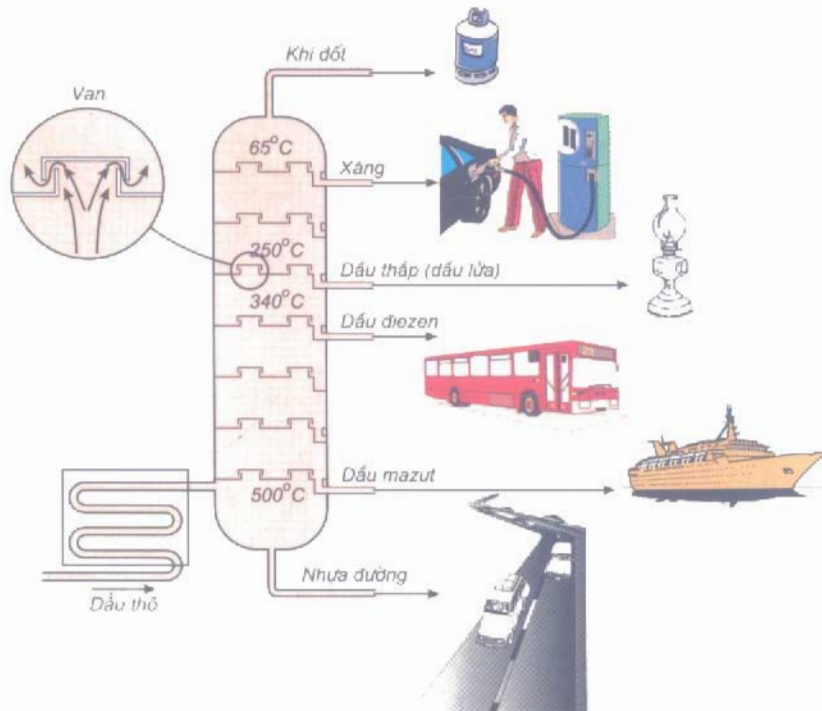 Khí đốt
Van
65°C
Xăng
250°C
Dầu thắp (dầu lửa)
340°C
Dầu điezen
Dầu mazut
500°C
Nhựa đường
Dầu thô